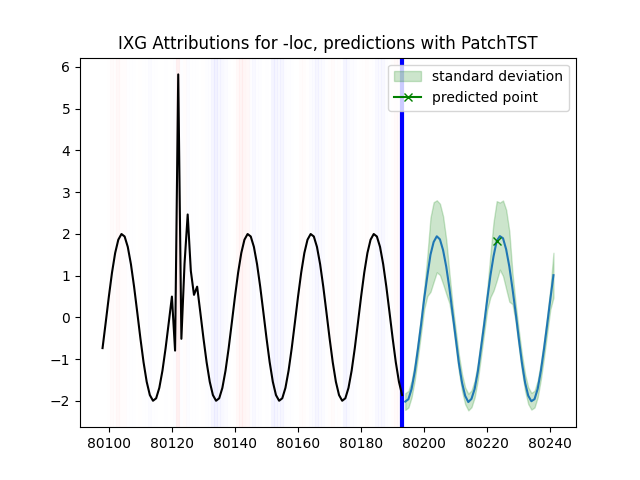 IXG Attributions for -loc, predictions with PatchTST
standard deviation
predicted point
6
5
4
3
2
1
0
−1
−2
80100 80120 80140 80160 80180 80200 80220 80240